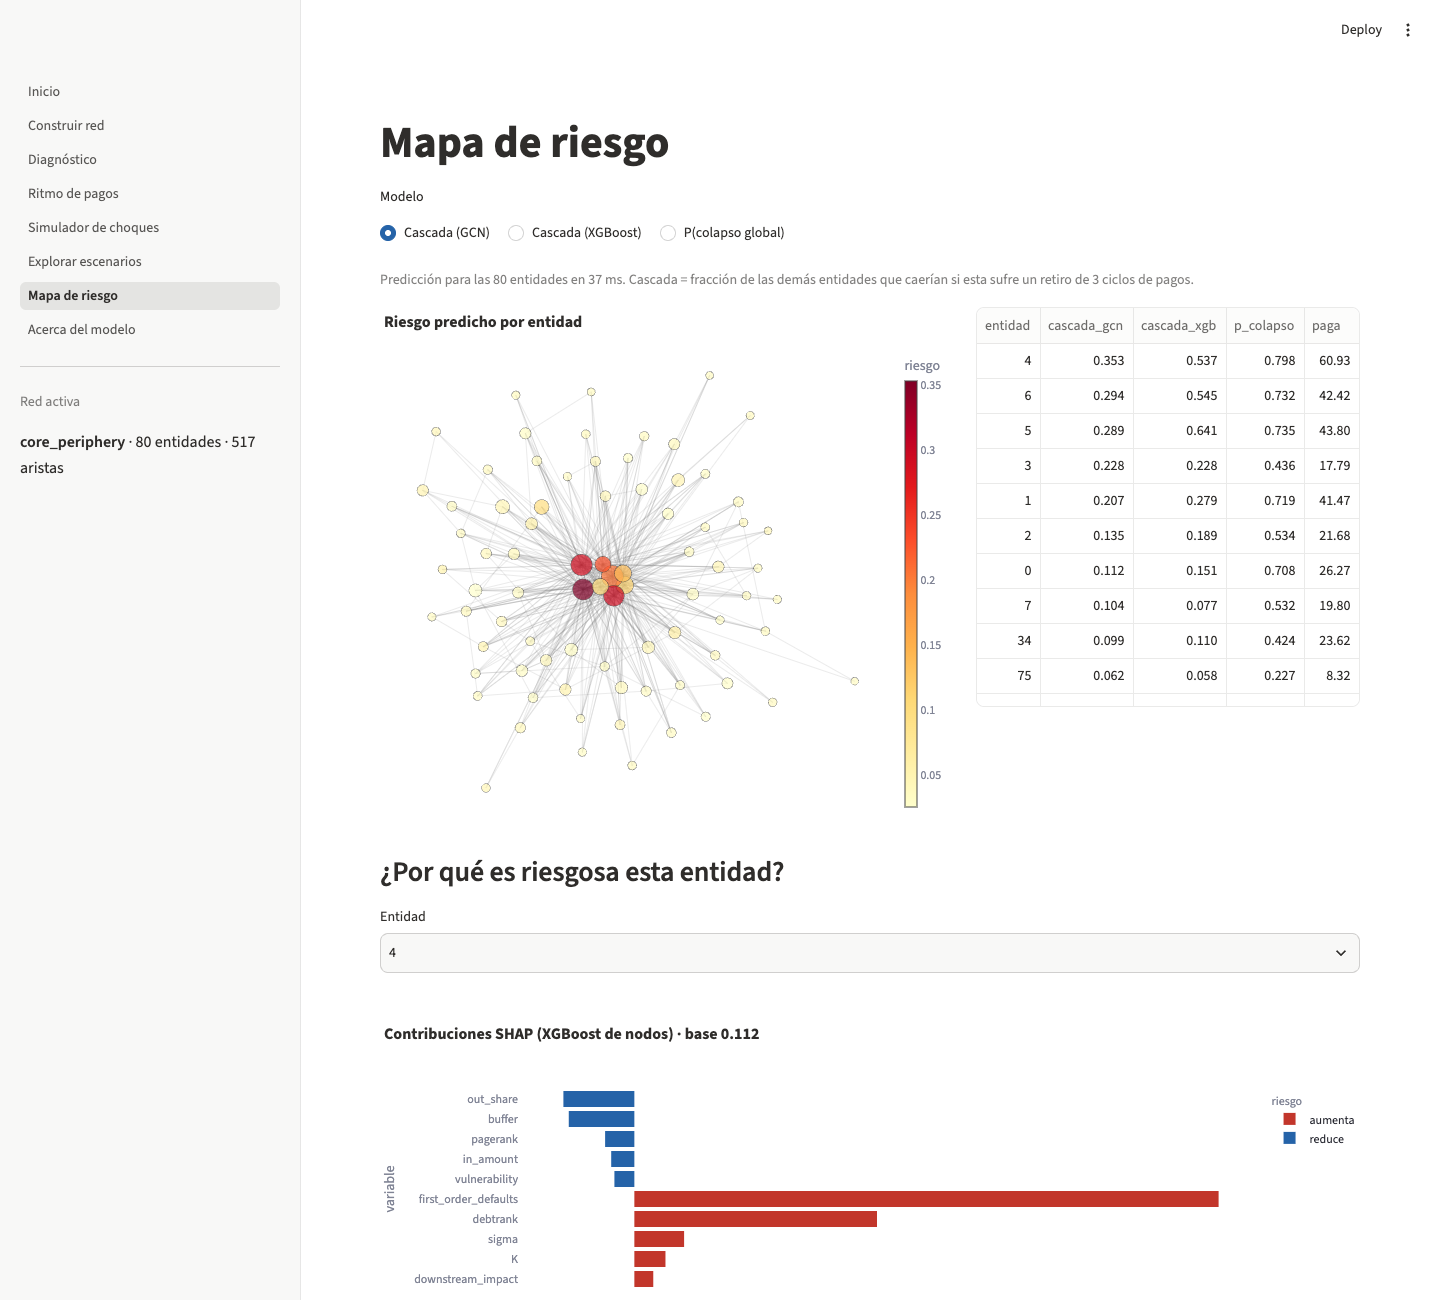 Deploy
Inicio
Construir red
Diagnóstico
Ritmo de pagos
Simulador de choques
Explorar escenarios
Mapa de riesgo
Acerca del modelo
Red activa
core_periphery · 80 entidades · 517
aristas
Mapa de riesgo
Modelo
Cascada (GCN) Cascada (XGBoost) P(colapso global)
Predicción para las 80 entidades en 37 ms. Cascada = fracción de las demás entidades que caerían si esta sufre un retiro de 3 ciclos de pagos.
Riesgo predicho por entidad
riesgo
0.35
0.3
0.25
0.2
0.15
0.1
0.05
entidad cascada_gcn cascada_xgb p_colapso paga
4 0.353 0.537 0.798 60.93
6 0.294 0.545 0.732 42.42
5 0.289 0.641 0.735 43.80
3 0.228 0.228 0.436 17.79
1 0.207 0.279 0.719 41.47
2 0.135 0.189 0.534 21.68
0 0.112 0.151 0.708 26.27
7 0.104 0.077 0.532 19.80
34 0.099 0.110 0.424 23.62
75 0.062 0.058 0.227 8.32
¿Por qué es riesgosa esta entidad?
Entidad
4
Contribuciones SHAP (XGBoost de nodos) · base 0.112
variable
out_share
buffer
pagerank
in_amount
vulnerability
first_order_defaults
debtrank
sigma
K
downstream_impact
riesgo
aumenta
reduce